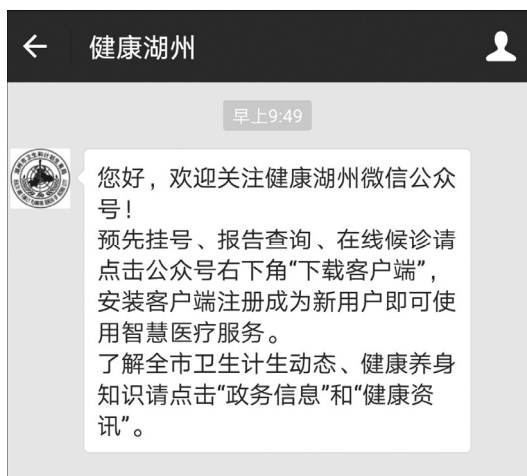 健康湖州
早上9:49
您好，欢迎关注健康湖州微信公众
号！
预先挂号、报告查询、在线候诊请
点击公众号右下角“下载客户端”，
安装客户端注册成为新用户即可使
用智慧医疗服务。
了解全市卫生计生动态、健康养身
知识请点击“政务信息”和“健康资
讯”。